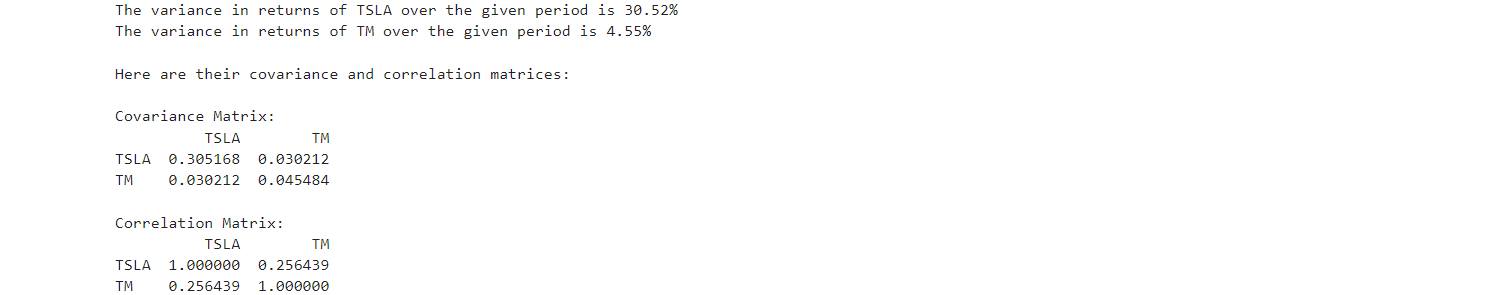 The variance in returns of TSLA over the given period is 30.52%
The variance in returns of TM over the given period is 4.55%
Here are their covariance and correlation matrices:
Covariance Matrix:
          TSLA        TM
TSLA  0.305168  0.030212
TM    0.030212  0.045484
Correlation Matrix:
          TSLA        TM
TSLA  1.000000  0.256439
TM    0.256439  1.000000